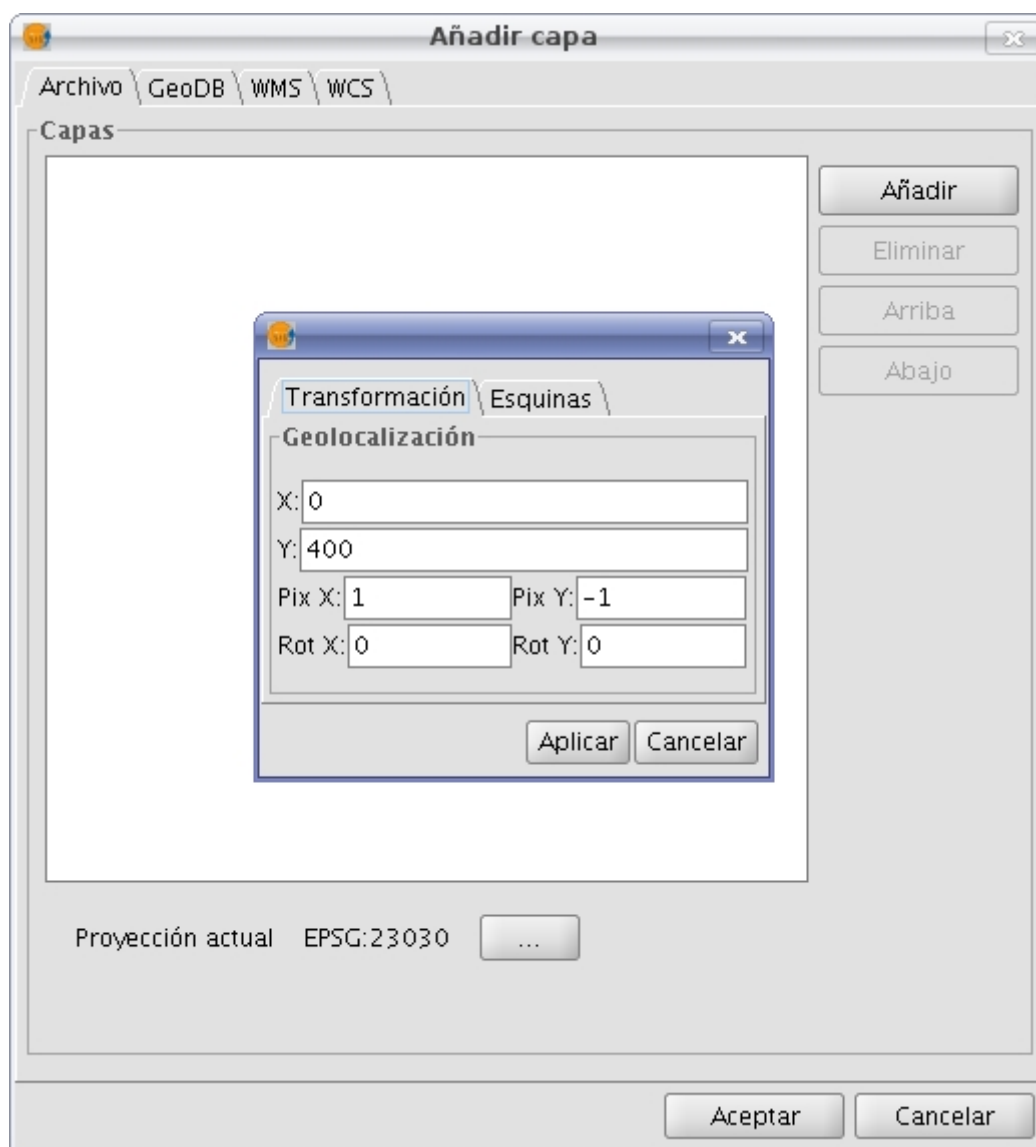 Añadir capa
Archivo GeoDB WMS WCS
Capas
Añadir
Eliminar
Arriba
Abajo
Transformación Esquinas
Geolocalización
X: 0
Y: 400
Pix X: 1 Pix Y: -1
Rot X: 0 Rot Y: 0
Aplicar Cancelar
Proyección actual EPSG:23030 ...
Aceptar Cancelar